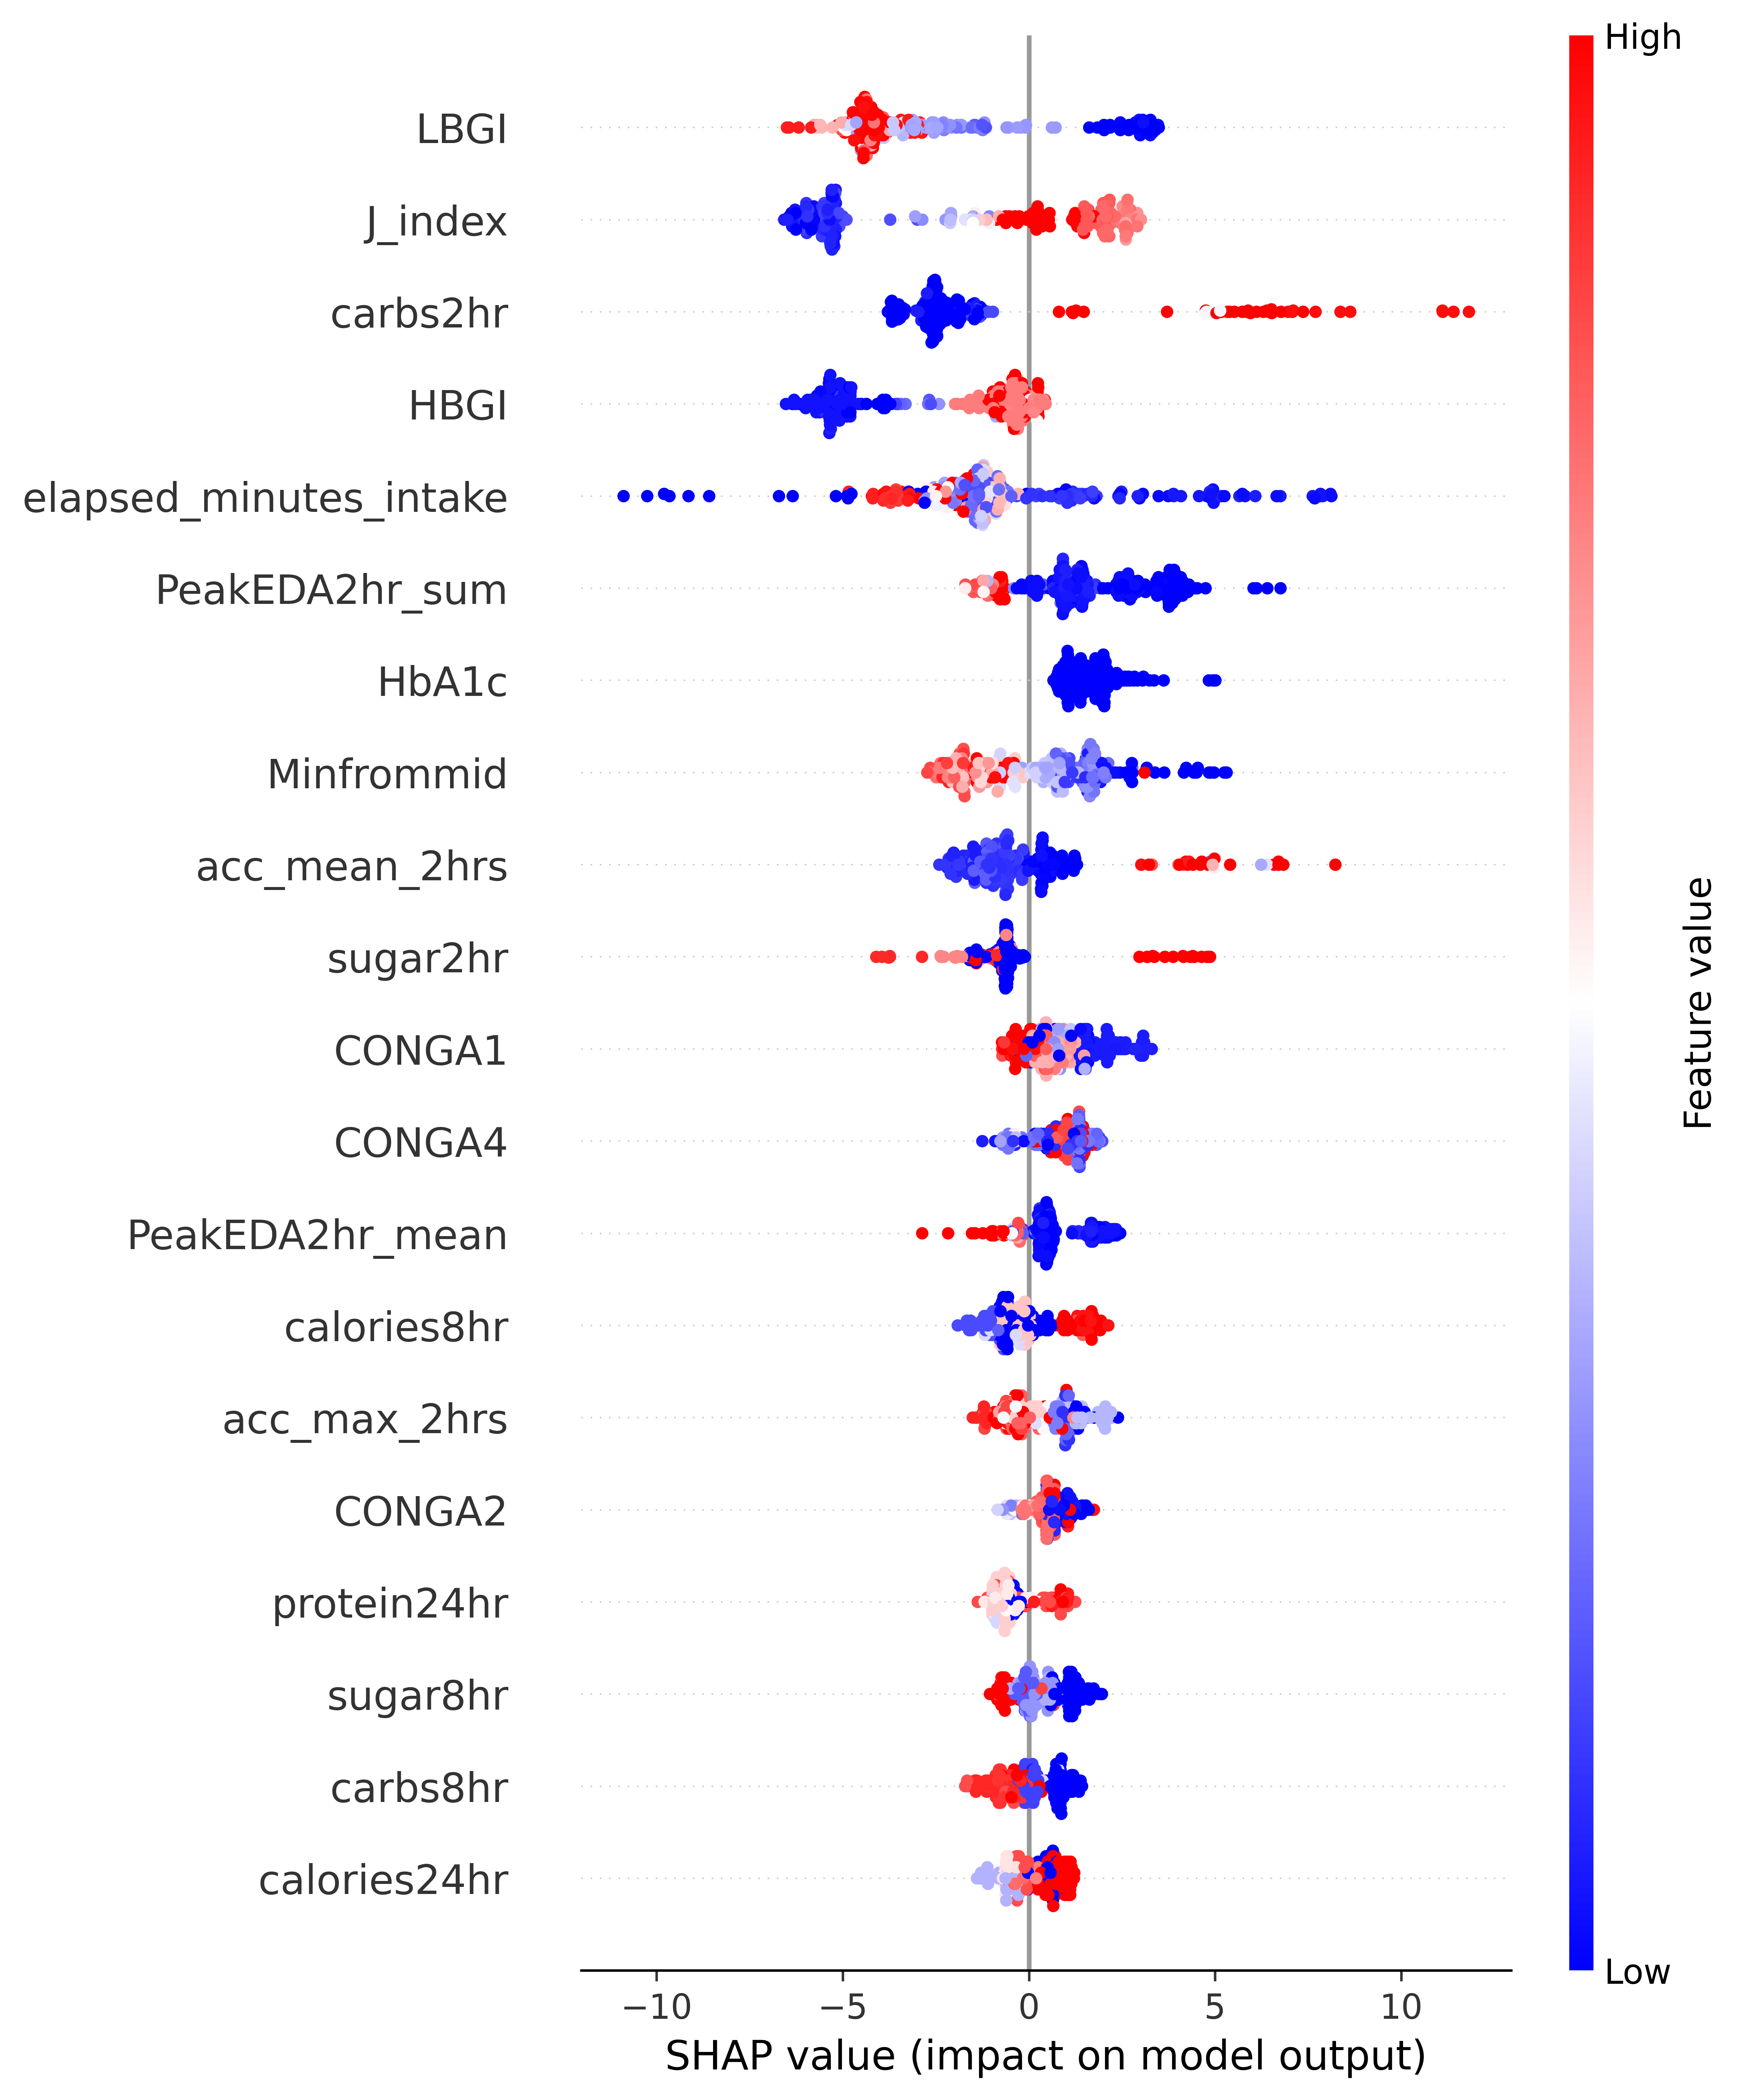 High
LBGI
J_index
carbs2hr
HBGI
elapsed_minutes_intake
PeakEDA2hr_sum
HbA1c
Minfrommid
acc_mean_2hrs
sugar2hr
CONGA1
CONGA4
PeakEDA2hr_mean
calories8hr
acc_max_2hrs
CONGA2
protein24hr
sugar8hr
carbs8hr
calories24hr
Feature value
Low
−10 −5 0 5 10
SHAP value (impact on model output)